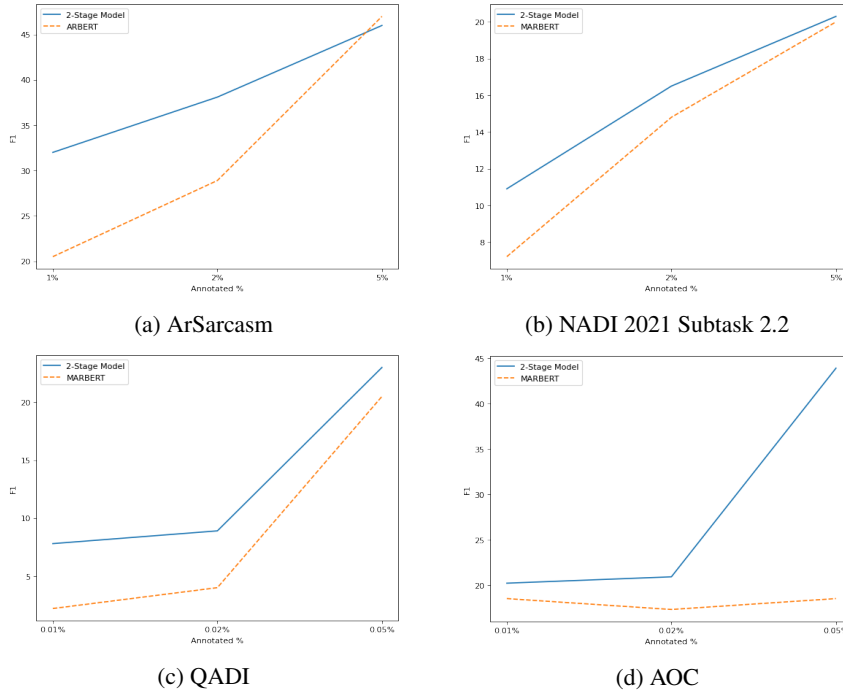 2-Stage Model
ARBERT
45
40
35
30
25
20
F1
1%
2%
5%
Annotated %
(a) ArSarcasm
2-Stage Model
MARBERT
20
18
16
14
12
10
8
F1
1%
2%
5%
Annotated %
(b) NADI 2021 Subtask 2.2
2-Stage Model
MARBERT
20
15
10
5
F1
0.01%
0.02%
0.05%
Annotated %
(c) QADI
2-Stage Model
MARBERT
45
40
35
30
25
20
F1
0.01%
0.02%
0.05%
Annotated %
(d) AOC